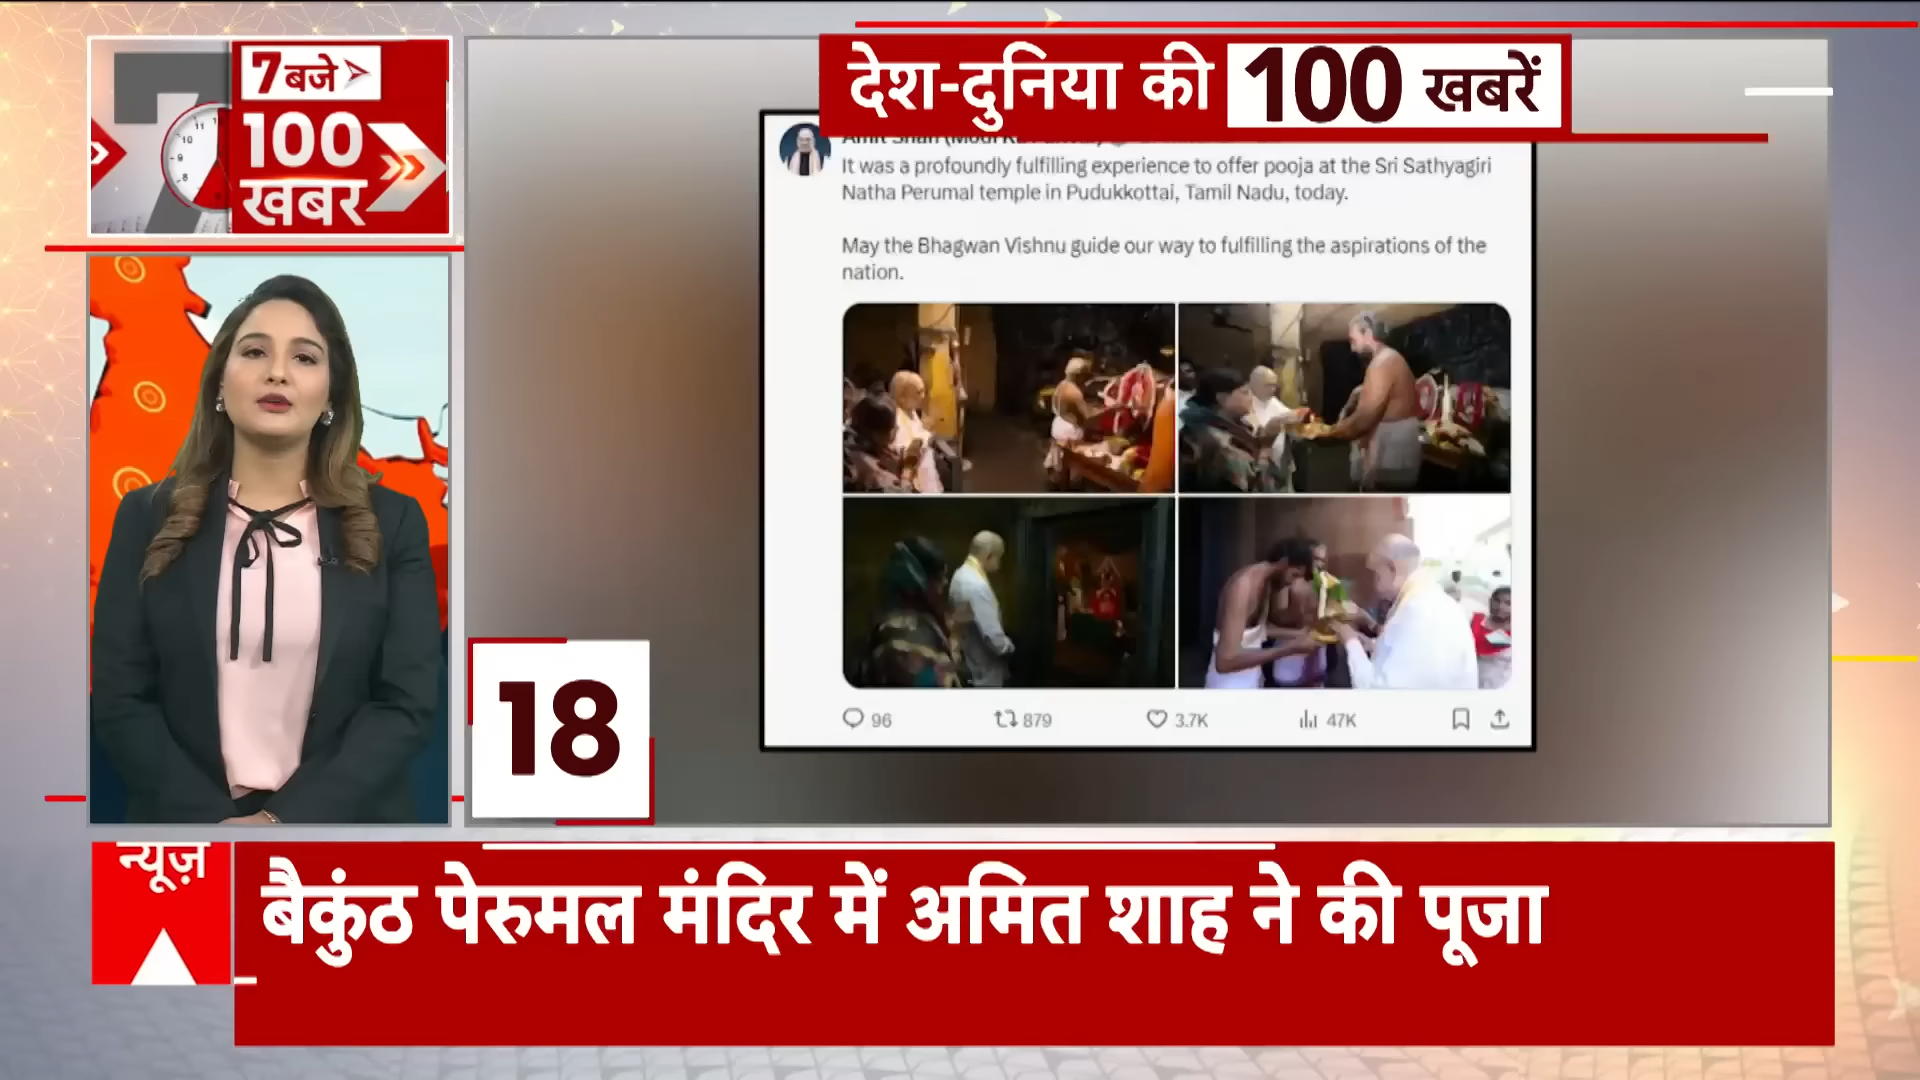 7 बजे
100
खबर
देश-दुनिया की 100 खबरें
It was a profoundly fulfilling experience to offer pooja at the Sri Sathyagiri
Natha Perumal temple in Pudukkottai, Tamil Nadu, today.
May the Bhagwan Vishnu guide our way to fulfilling the aspirations of the
nation.
96 879 3.7K 47K
18
न्यूज़
बैकुंठ पेरुमल मंदिर में अमित शाह ने की पूजा